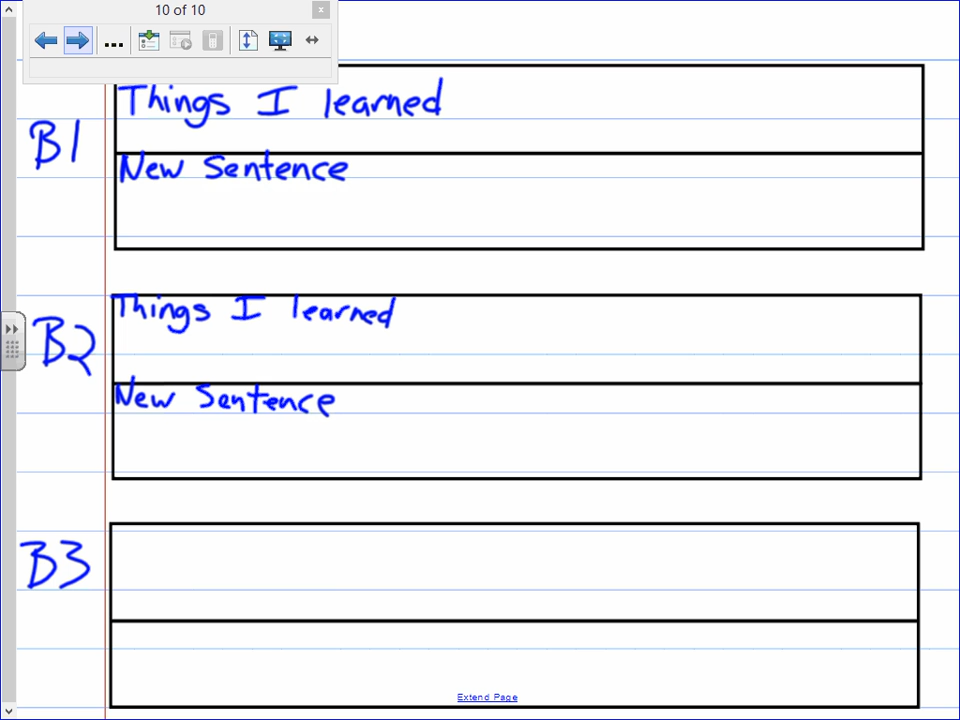 10 of 10
x
...
Things I learned
B1
New Sentence
Things I learned
B2
New Sentence
B3
Extend Page